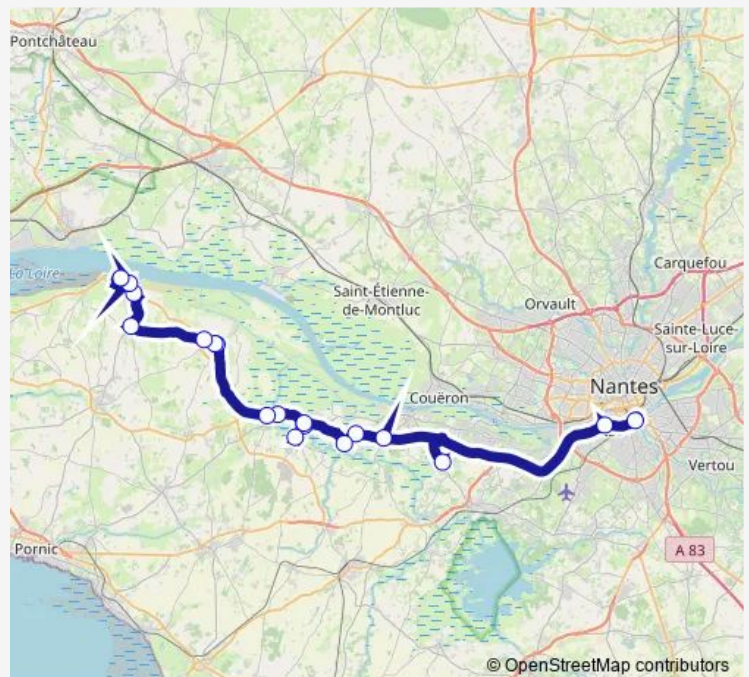 Pontchâteau
La Loire
Carquefou
Saint-Étienne-
de-Montluc
Orvault
Sainte-Luce-
sur-Loire
Nantes
Couëron
Vertou
Pornic
A 83
© OpenStreetMap contributors